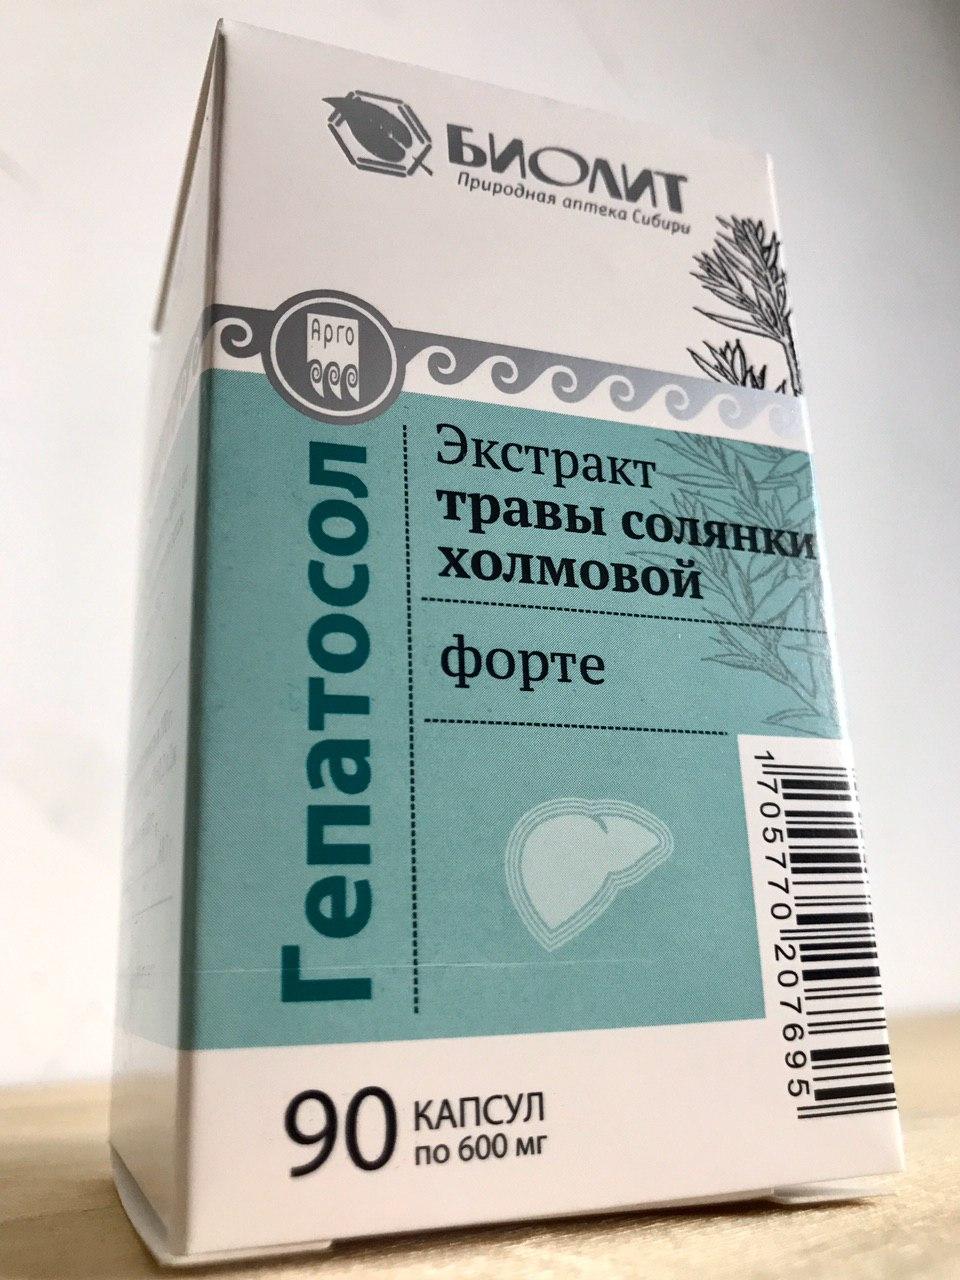 БИОЛИТ
Природная аптека Сибири
Арго
Гепатосол
Экстракт
травы солянки
холмовой
форте
1705770207695
90 КАПСУЛ
по 600 мг